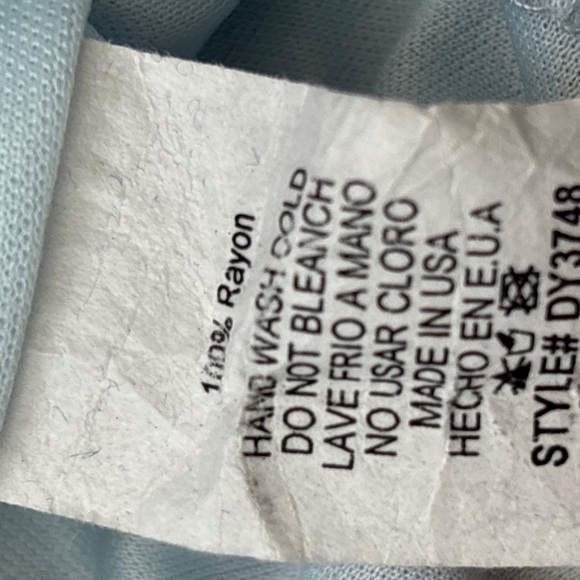 100% Rayon
HAND WASH COLD
DO NOT BLEANCH
LAVE FRIO A MANO
NO USAR CLORO
MADE IN USA
HECHO EN E.U.A
STYLE# DY3748